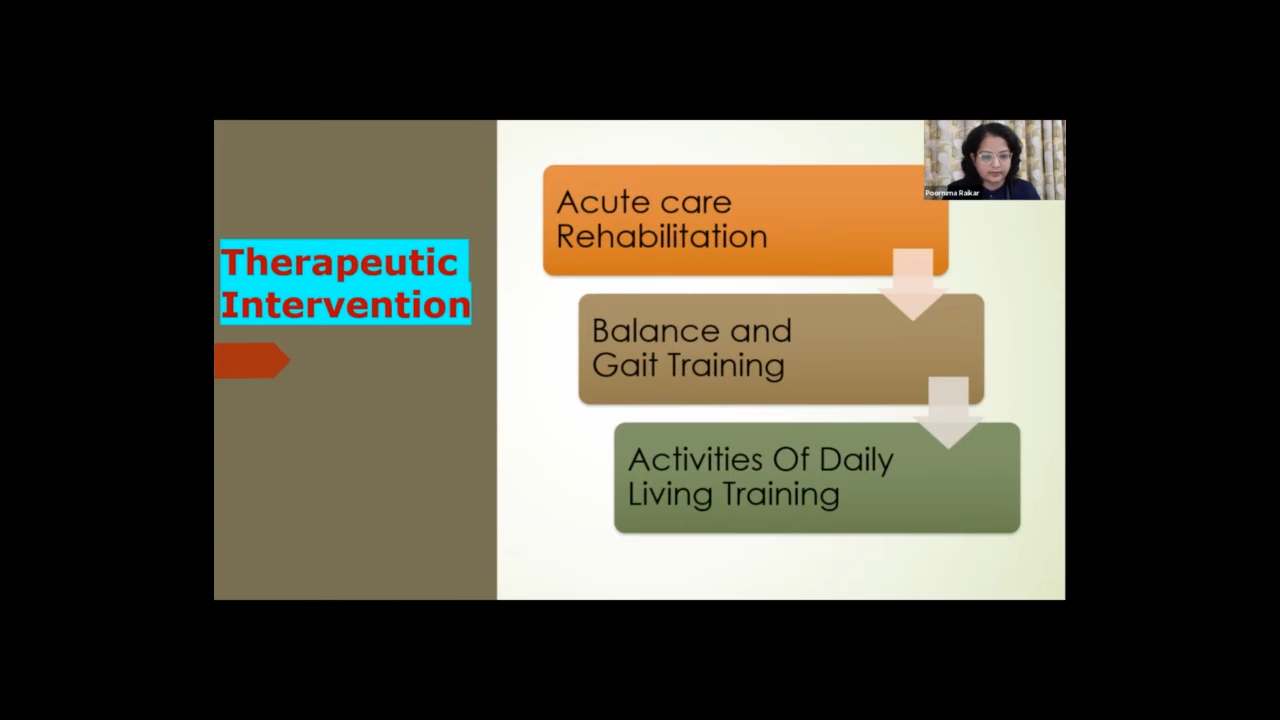 Therapeutic
Intervention
Acute care
Rehabilitation
Balance and
Gait Training
Activities Of Daily
Living Training
Poornima Raikar